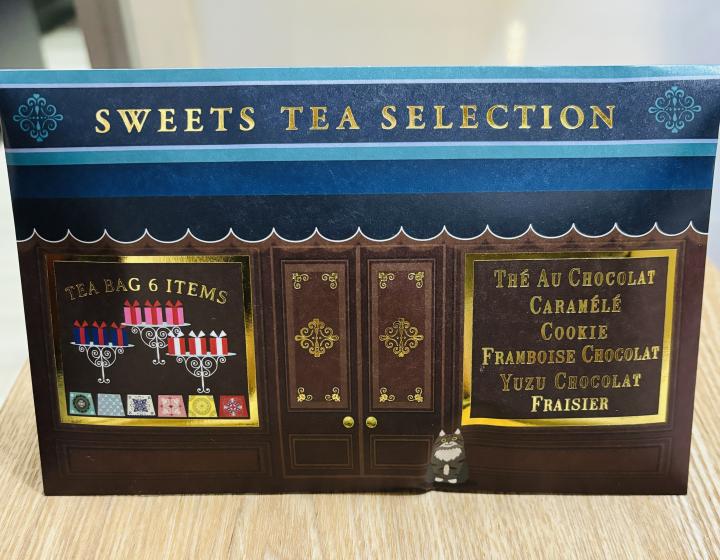 SWEETS TEA SELECTION
TEA BAG 6 ITEMS
THÉ AU CHOCOLAT
CARAMÉLÉ
COOKIE
FRAMBOISE CHOCOLAT
YUZU CHOCOLAT
FRAISIER